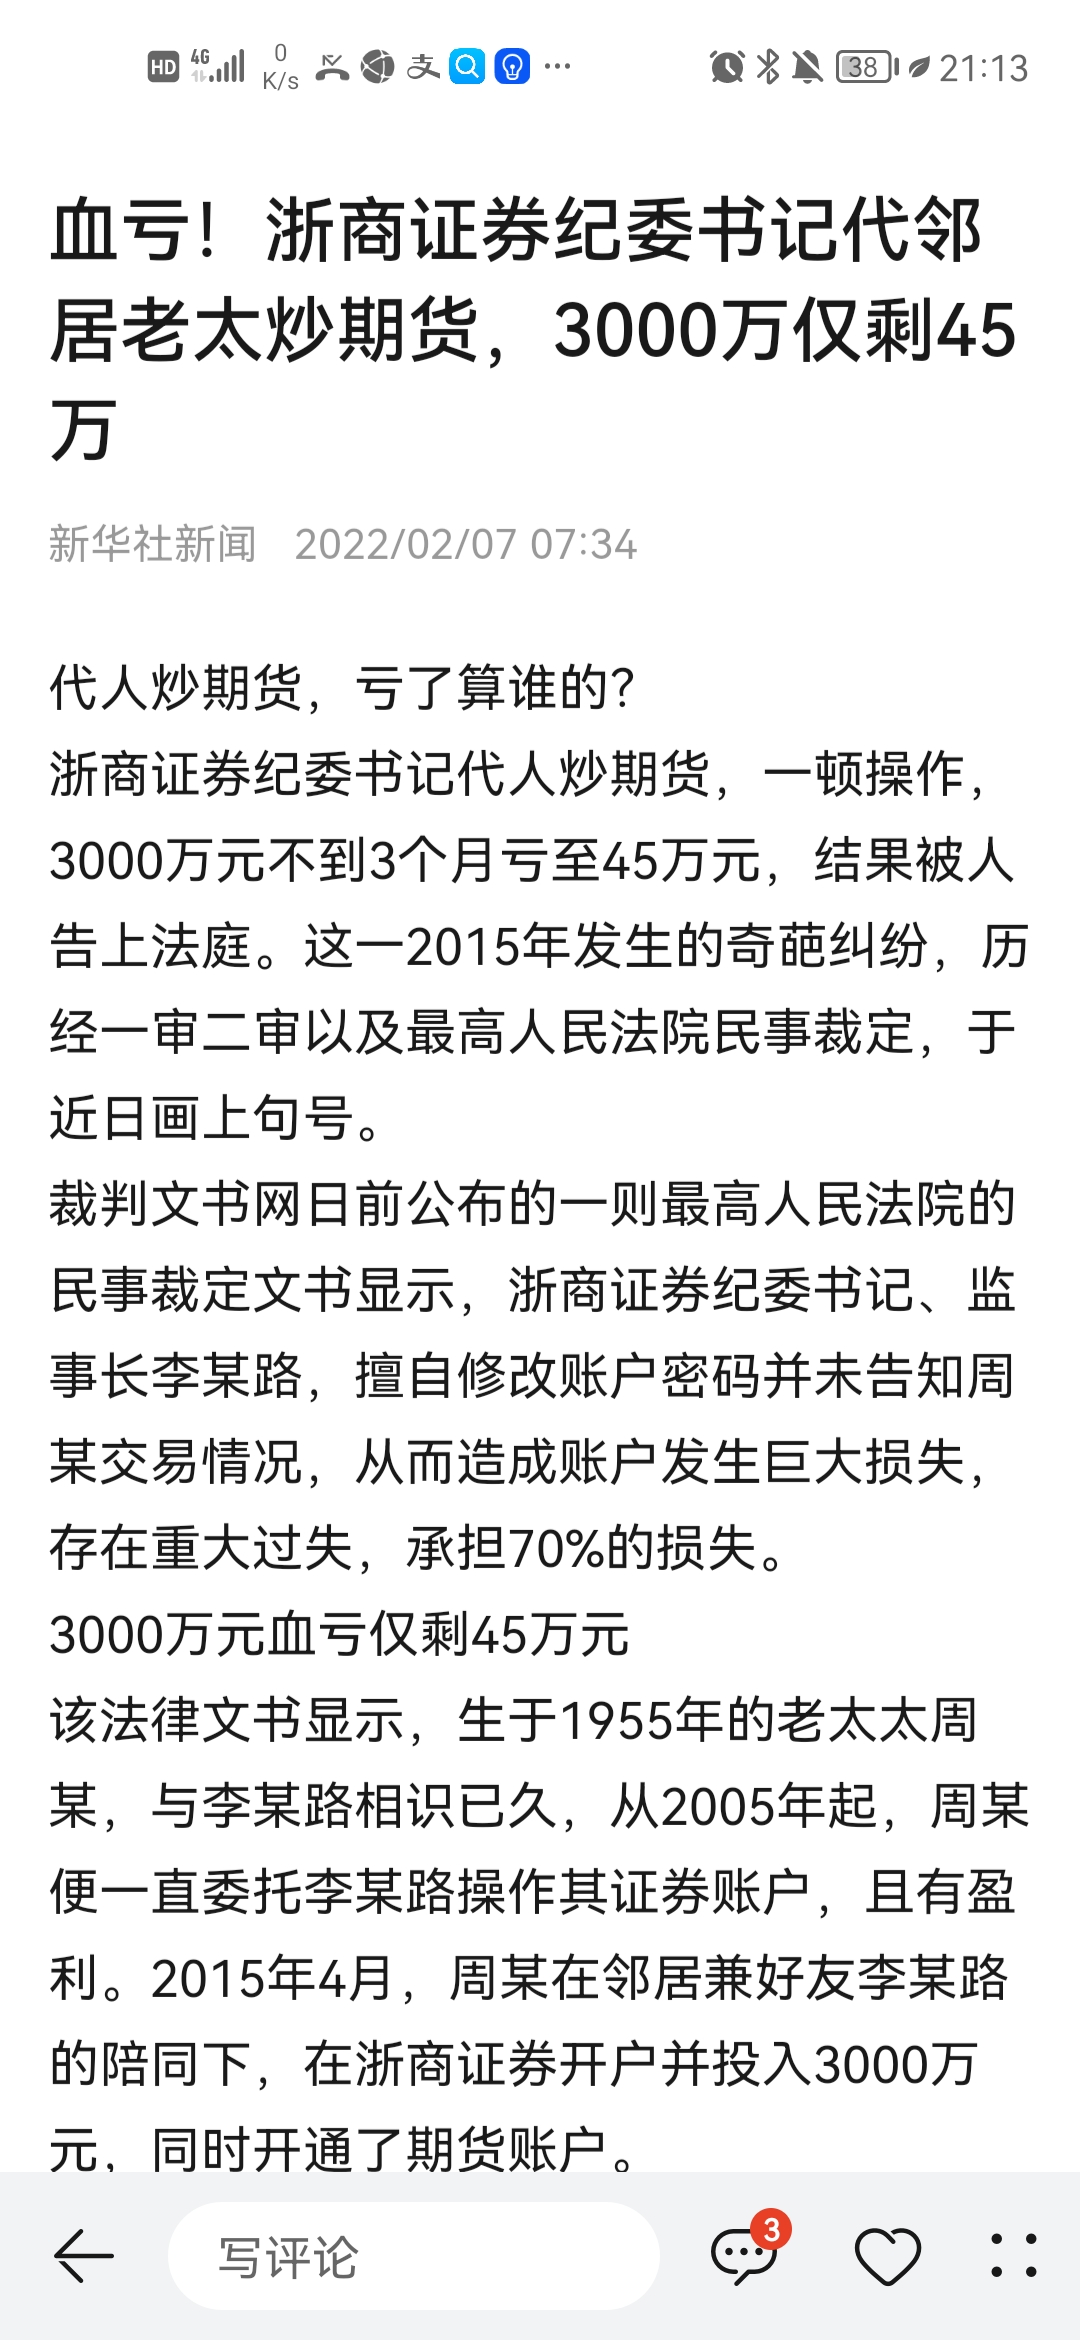 HD 4G 0 K/s 支 38 21:13
血亏！浙商证券纪委书记代邻
居老太炒期货，3000万仅剩45
万
新华社新闻 2022/02/07 07:34
代人炒期货，亏了算谁的？
浙商证券纪委书记代人炒期货，一顿操作，
3000万元不到3个月亏至45万元，结果被人
告上法庭。这一2015年发生的奇葩纠纷，历
经一审二审以及最高人民法院民事裁定，于
近日画上句号。
裁判文书网日前公布的一则最高人民法院的
民事裁定文书显示，浙商证券纪委书记、监
事长李某路，擅自修改账户密码并未告知周
某交易情况，从而造成账户发生巨大损失，
存在重大过失，承担70%的损失。
3000万元血亏仅剩45万元
该法律文书显示，生于1955年的老太太周
某，与李某路相识已久，从2005年起，周某
便一直委托李某路操作其证券账户，且有盈
利。2015年4月，周某在邻居兼好友李某路
的陪同下，在浙商证券开户并投入3000万
元，同时开通了期货账户。
写评论 3